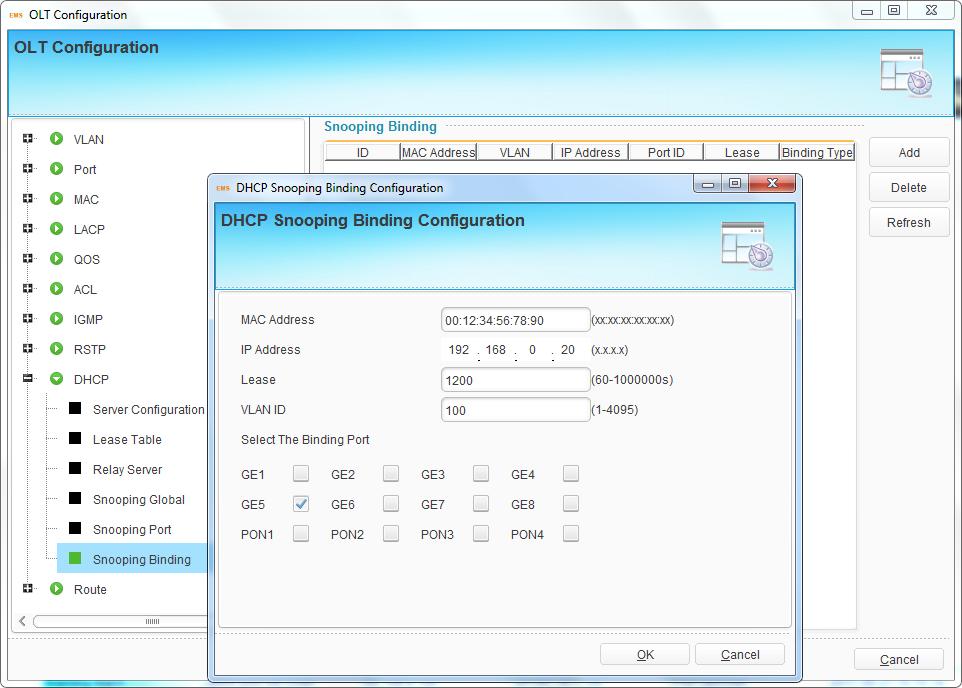 EMS OLT Configuration
OLT Configuration
Snooping Binding
ID MAC Address VLAN IP Address Port ID Lease Binding Type
Add
Delete
Refresh
VLAN
Port
MAC
LACP
QOS
ACL
IGMP
RSTP
DHCP
Server Configuration
Lease Table
Relay Server
Snooping Global
Snooping Port
Snooping Binding
Route
EMS DHCP Snooping Binding Configuration
DHCP Snooping Binding Configuration
MAC Address 00:12:34:56:78:90 (xx:xx:xx:xx:xx:xx)
IP Address 192 . 168 . 0 . 20 (x.x.x.x)
Lease 1200 (60-1000000s)
VLAN ID 100 (1-4095)
Select The Binding Port
GE1 GE2 GE3 GE4
GE5 GE6 GE7 GE8
PON1 PON2 PON3 PON4
OK Cancel
Cancel